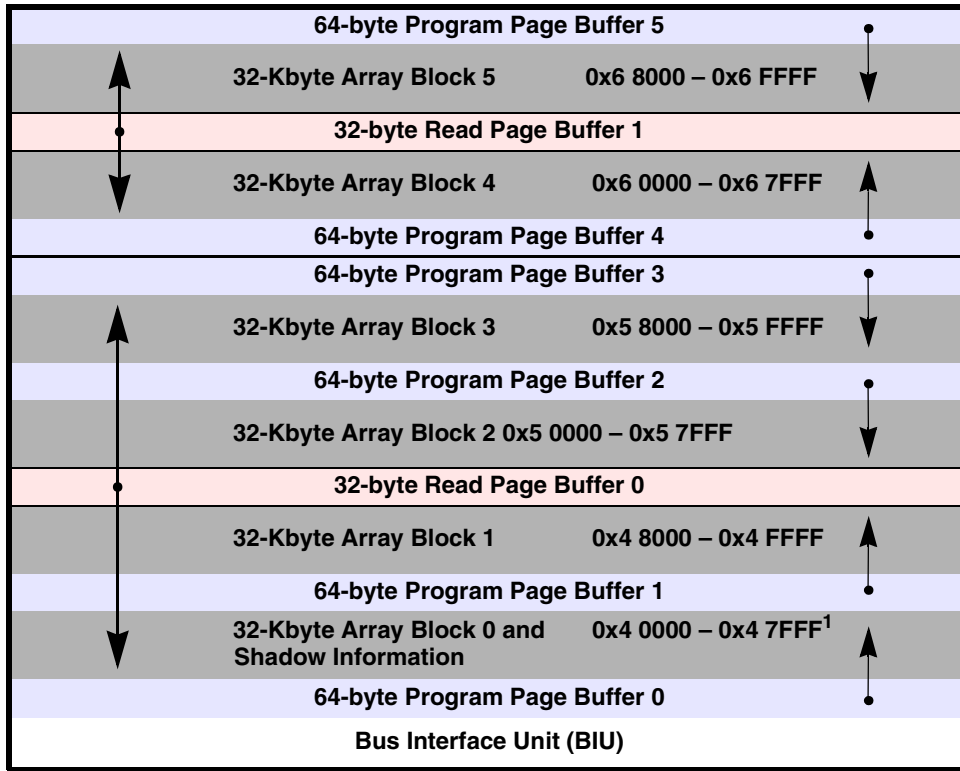 64-byte Program Page Buffer 5
32-Kbyte Array Block 5 0x6 8000 – 0x6 FFFF
32-byte Read Page Buffer 1
32-Kbyte Array Block 4 0x6 0000 – 0x6 7FFF
64-byte Program Page Buffer 4
64-byte Program Page Buffer 3
32-Kbyte Array Block 3 0x5 8000 – 0x5 FFFF
64-byte Program Page Buffer 2
32-Kbyte Array Block 2 0x5 0000 – 0x5 7FFF
32-byte Read Page Buffer 0
32-Kbyte Array Block 1 0x4 8000 – 0x4 FFFF
64-byte Program Page Buffer 1
32-Kbyte Array Block 0 and 0x4 0000 – 0x4 7FFF¹
Shadow Information
64-byte Program Page Buffer 0
Bus Interface Unit (BIU)